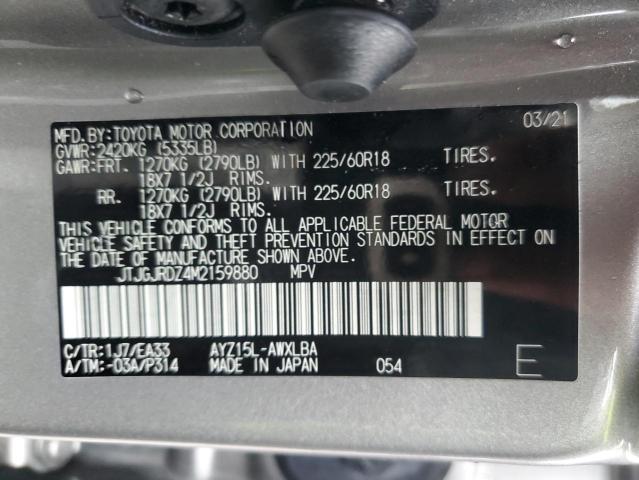 MFD.BY:TOYOTA MOTOR CORPORATION 03/21
GVWR:2420KG (5335LB)
GAWR:FRT. 1270KG (2790LB) WITH 225/60R18 TIRES.
18X7 1/2J RIMS.
RR. 1270KG (2790LB) WITH 225/60R18 TIRES.
18X7 1/2J RIMS.
THIS VEHICLE CONFORMS TO ALL APPLICABLE FEDERAL MOTOR
VEHICLE SAFETY AND THEFT PREVENTION STANDARDS IN EFFECT ON
THE DATE OF MANUFACTURE SHOWN ABOVE.
JTJGJRDZ4M2159880 MPV
C/TR:1J7/EA33 AYZ15L-AWXLBA
A/TM:-03A/P314 MADE IN JAPAN 054 E